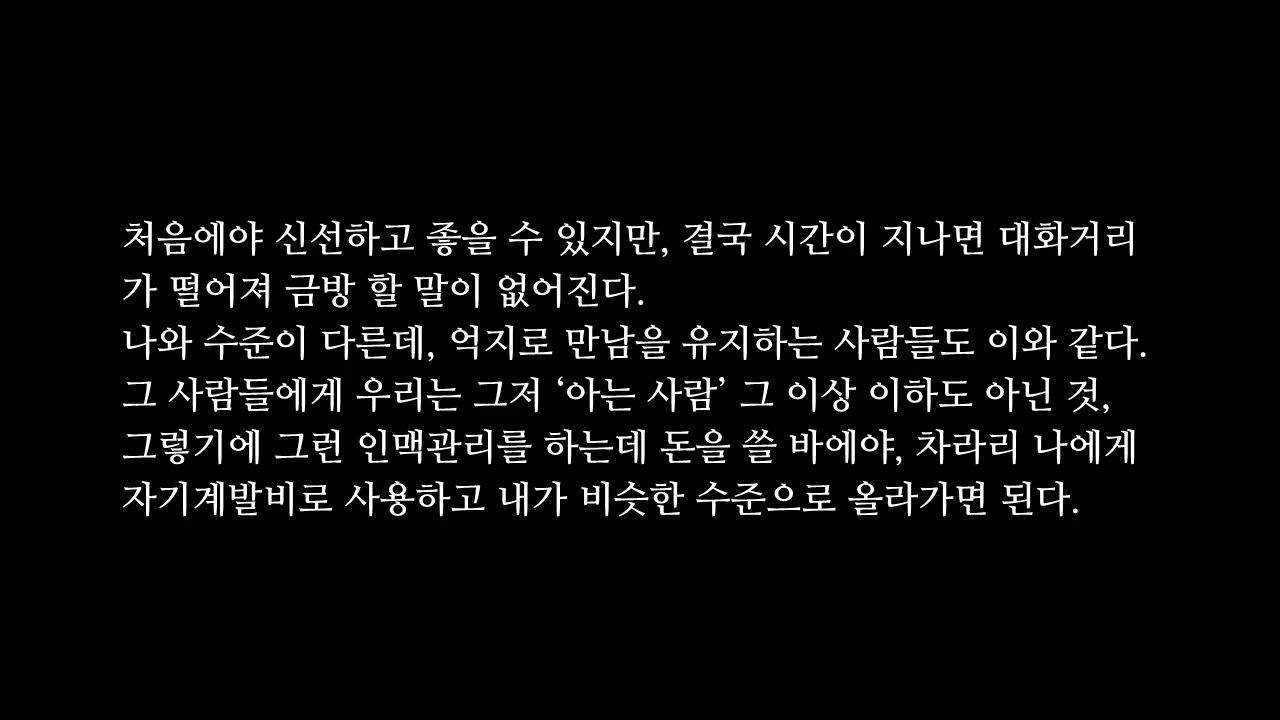 처음에야 신선하고 좋을 수 있지만, 결국 시간이 지나면 대화거리
가 떨어져 금방 할 말이 없어진다.
나와 수준이 다른데, 억지로 만남을 유지하는 사람들도 이와 같다.
그 사람들에게 우리는 그저 ‘아는 사람’ 그 이상 이하도 아닌 것,
그렇기에 그런 인맥관리를 하는데 돈을 쓸 바에야, 차라리 나에게
자기계발비로 사용하고 내가 비슷한 수준으로 올라가면 된다.